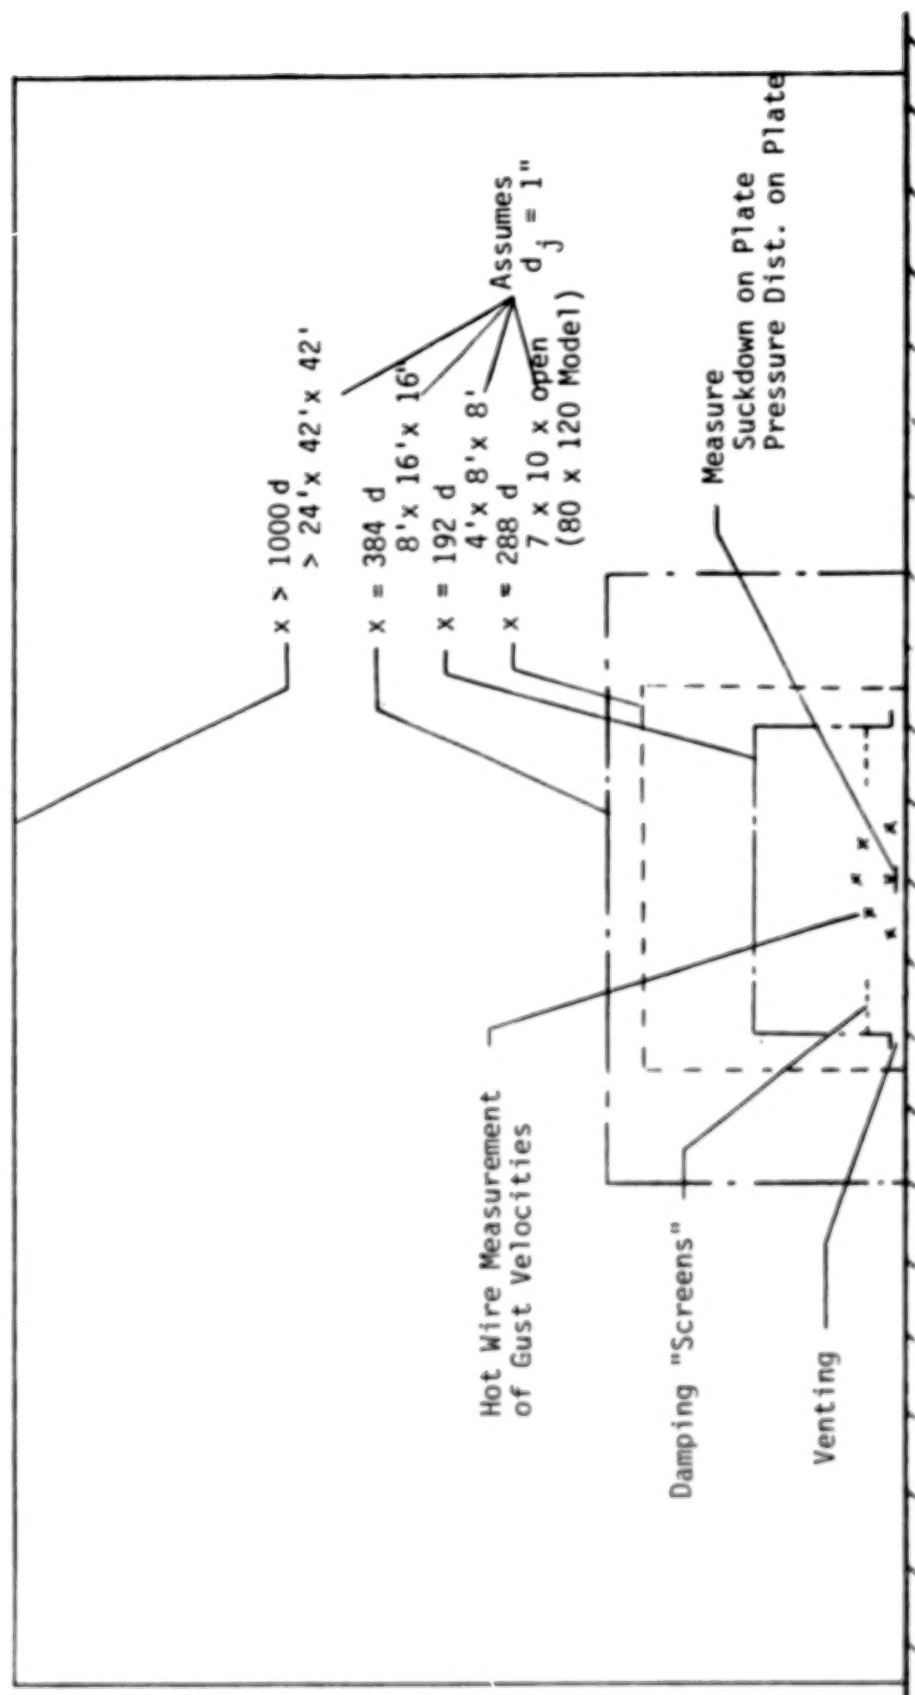 x > 1000 d
> 24'x 42'x 42'
x = 384 d
8'x 16'x 16"
x = 192 d
4'x 8'x 8'
x = 288 d
7 x 10 x open
(80 x 120 Model)
Assumes
d j = 1"
Measure
Suckdown on Plate
Pressure Dist. on Plate
Hot Wire Measurement
of Gust Velocities
Damping "Screens"
Venting